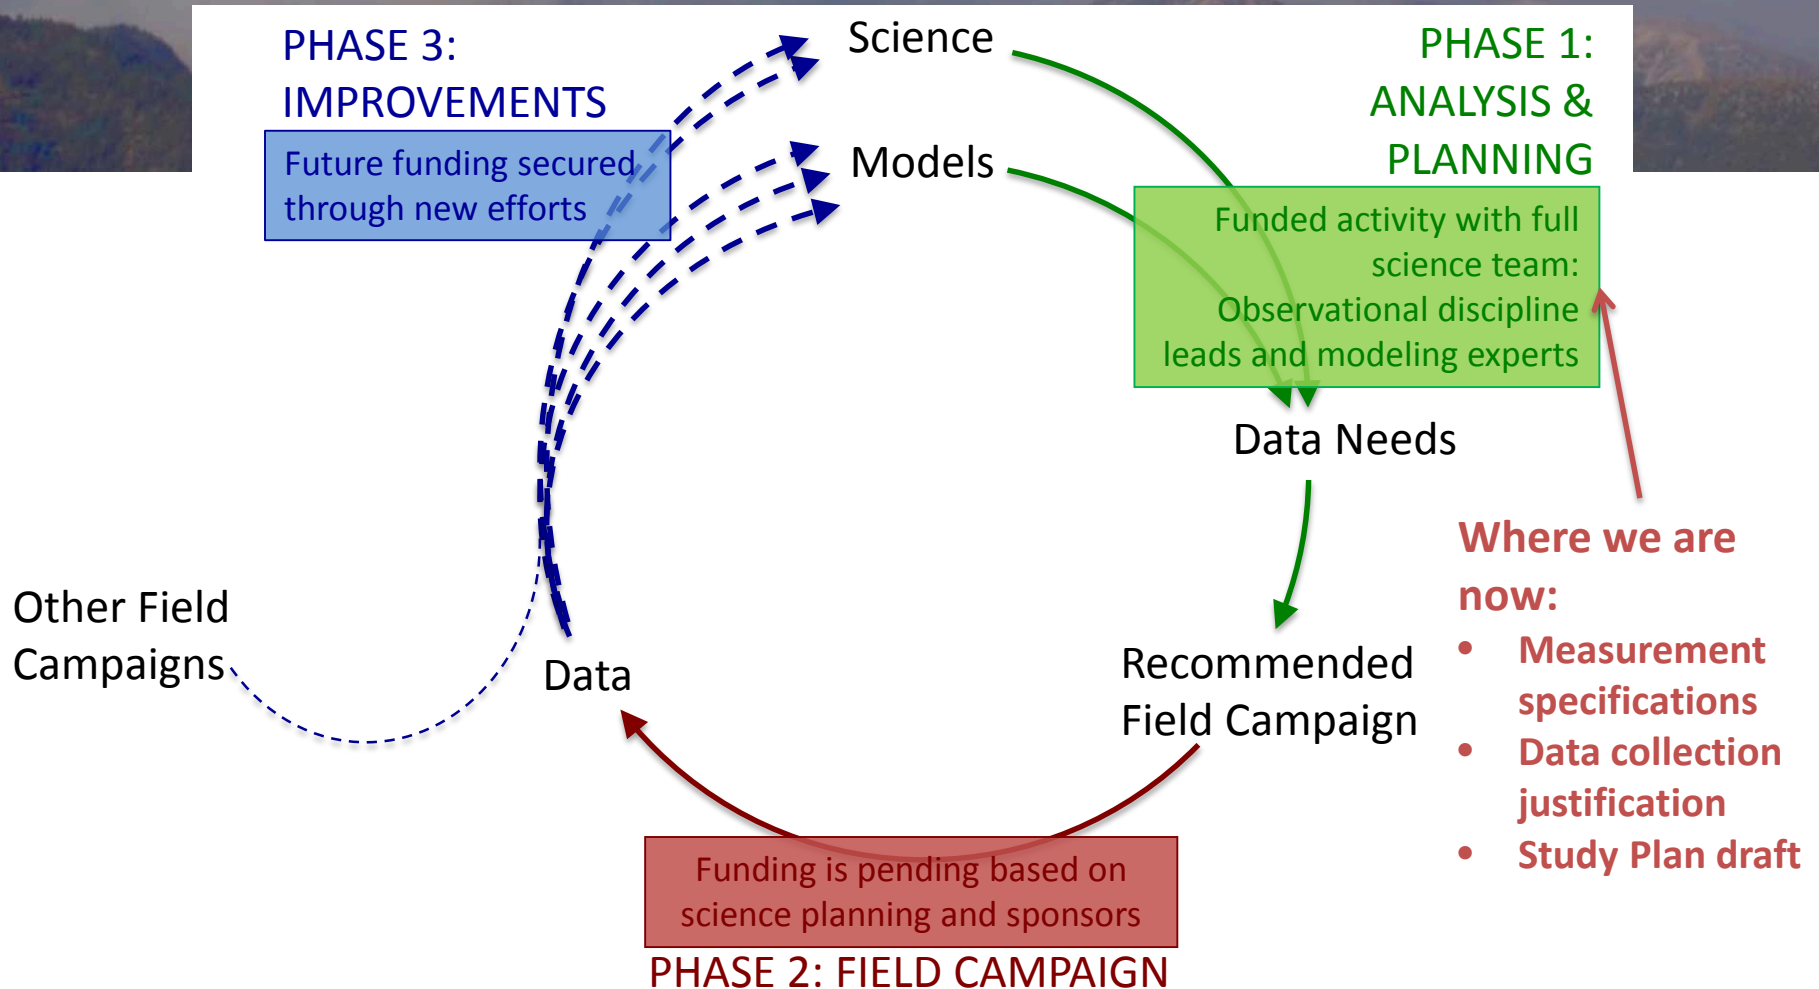 PHASE 3:
IMPROVEMENTS
Future funding secured
through new efforts
Science
Models
PHASE 1:
ANALYSIS &
PLANNING
Funded activity with full
science team:
Observational discipline
leads and modeling experts
Data Needs
Where we are
now:
• Measurement
specifications
• Data collection
justification
• Study Plan draft
Recommended
Field Campaign
Other Field
Campaigns
Data
Funding is pending based on
science planning and sponsors
PHASE 2: FIELD CAMPAIGN